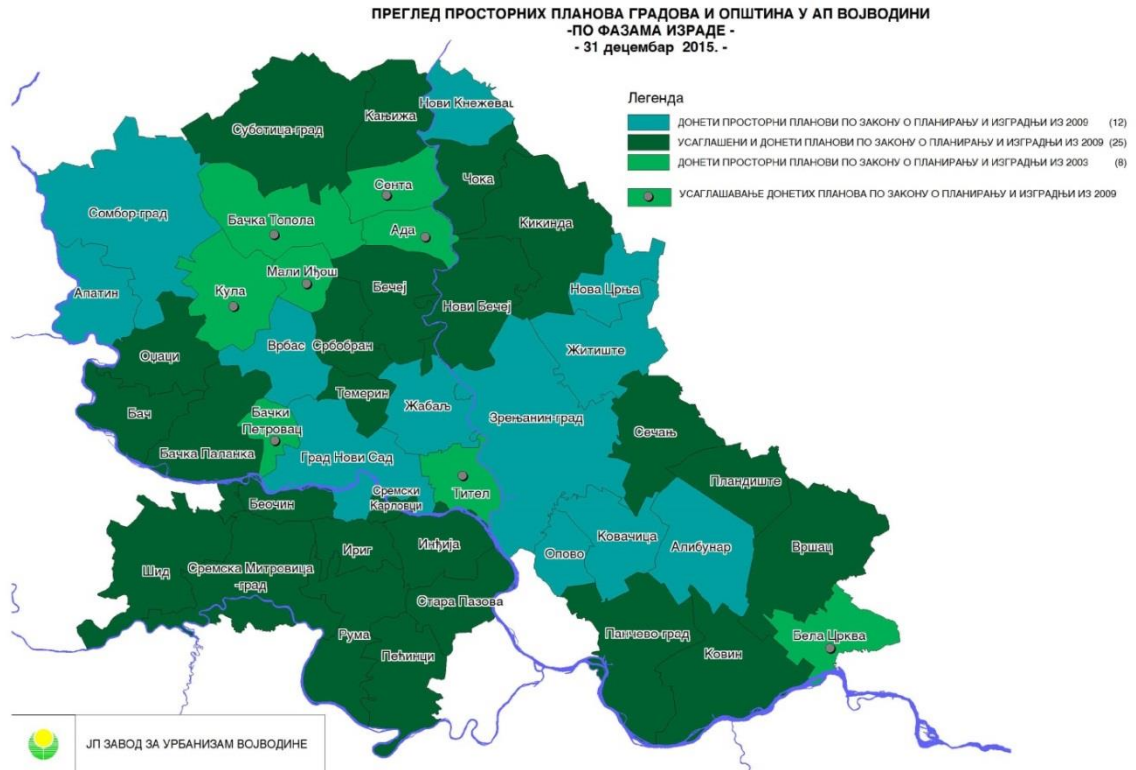 ПРЕГЛЕД ПРОСТОРНИХ ПЛАНОВА ГРАДОВА И ОПШТИНА У АП ВОЈВОДИНИ
-ПО ФАЗАМА ИЗРАДЕ -
- 31 децембар 2015. -
Легенда
ДОНЕТИ ПРОСТОРНИ ПЛАНОВИ ПО ЗАКОНУ О ПЛАНИРАЊУ И ИЗГРАДЊИ ИЗ 2009 (12)
УСАГЛАШЕНИ И ДОНЕТИ ПЛАНОВИ ПО ЗАКОНУ О ПЛАНИРАЊУ И ИЗГРАДЊИ ИЗ 2009 (25)
ДОНЕТИ ПРОСТОРНИ ПЛАНОВИ ПО ЗАКОНУ О ПЛАНИРАЊУ И ИЗГРАДЊИ ИЗ 2003 (8)
УСАГЛАШАВАЊЕ ДОНЕТИХ ПЛАНОВА ПО ЗАКОНУ О ПЛАНИРАЊУ И ИЗГРАДЊИ ИЗ 2009
Нови Кнежевац
Кањижа
Суботица-град
Чока
Сента
Сомбор-град
Бачка Топола
Ада
Кикинда
Мали Иђош
Кула
Апатин
Бечеј
Нова Црња
Нови Бечеј
Врбас
Србобран
Житиште
Оџаци
Темерин
Жабаљ
Бач
Бачки
Петровац
Зрењанин-град
Сечањ
Бачка Паланка
Град Нови Сад
Пландиште
Сремски
Карловци
Тител
Беочин
Ковачица
Алибунар
Вршац
Опово
Ириг
Инђија
Шид
Сремска Митровица
-град
Стара Пазова
Рума
Пећинци
Панчево-град
Ковин
Бела Црква
ЈП ЗАВОД ЗА УРБАНИЗАМ ВОЈВОДИНЕ